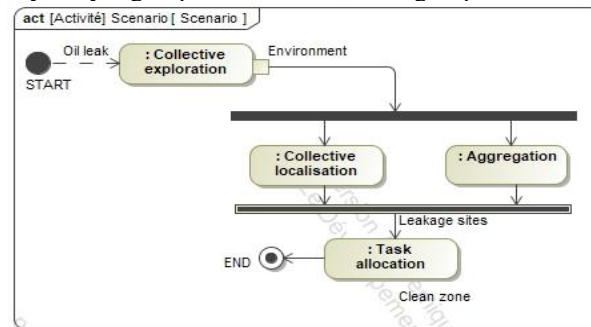 act [Activité] Scenario [ Scenario ]
Oil leak
: Collective
exploration
Environment
START
: Collective
localisation
: Aggregation
Leakage sites
: Task
allocation
END
Clean zone